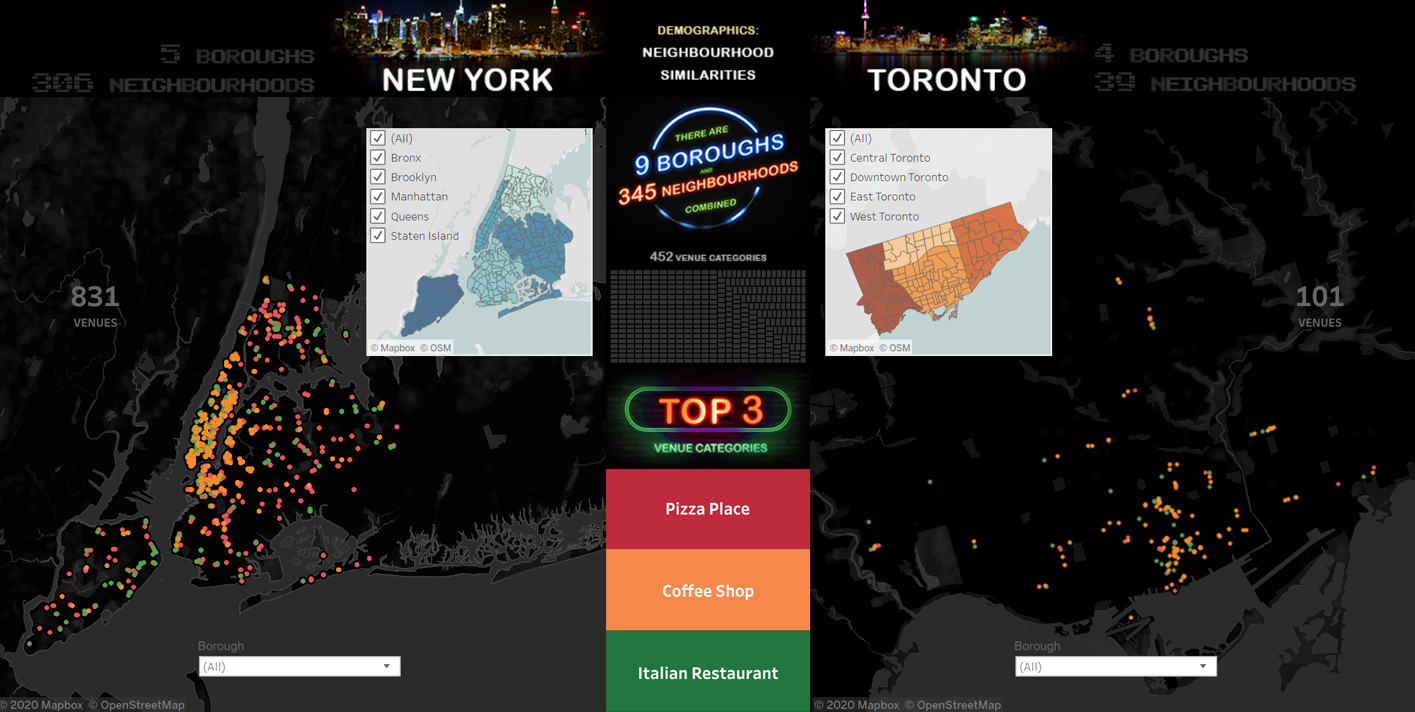 5 BOROUGHS
306 NEIGHBOURHOODS
NEW YORK
DEMOGRAPHICS:
NEIGHBOURHOOD
SIMILARITIES
TORONTO
4 BOROUGHS
39 NEIGHBOURHOODS
(All)
Bronx
Brooklyn
Manhattan
Queens
Staten Island
© Mapbox © OSM
831
VENUES
THERE ARE
9 BOROUGHS
AND
345 NEIGHBOURHOODS
COMBINED
452 VENUE CATEGORIES
TOP 3
VENUE CATEGORIES
Pizza Place
Coffee Shop
Italian Restaurant
(All)
Central Toronto
Downtown Toronto
East Toronto
West Toronto
© Mapbox © OSM
101
VENUES
Borough
(All)
© 2020 Mapbox © OpenStreetMap
Borough
(All)
© 2020 Mapbox © OpenStreetMap